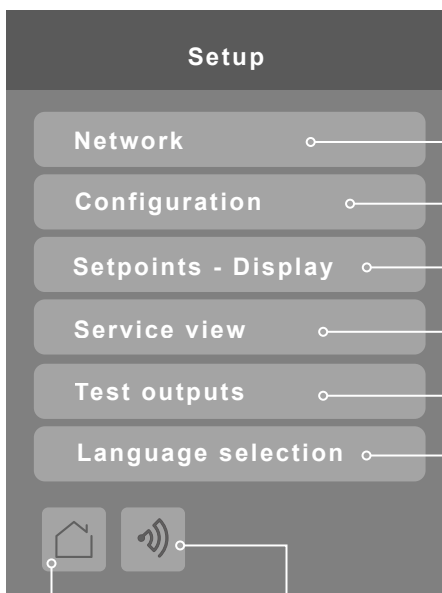 Setup
Network
Configuration
Setpoints - Display
Service view
Test outputs
Language selection